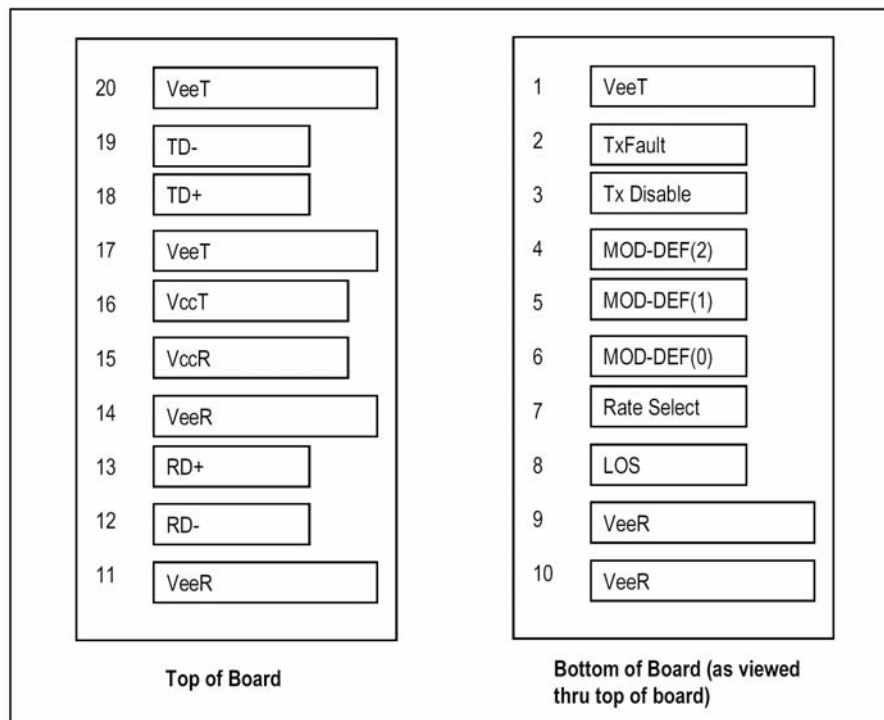 20 VeeT
19 TD-
18 TD+
17 VeeT
16 VccT
15 VccR
14 VeeR
13 RD+
12 RD-
11 VeeR
Top of Board
1 VeeT
2 TxFault
3 Tx Disable
4 MOD-DEF(2)
5 MOD-DEF(1)
6 MOD-DEF(0)
7 Rate Select
8 LOS
9 VeeR
10 VeeR
Bottom of Board (as viewed
thru top of board)